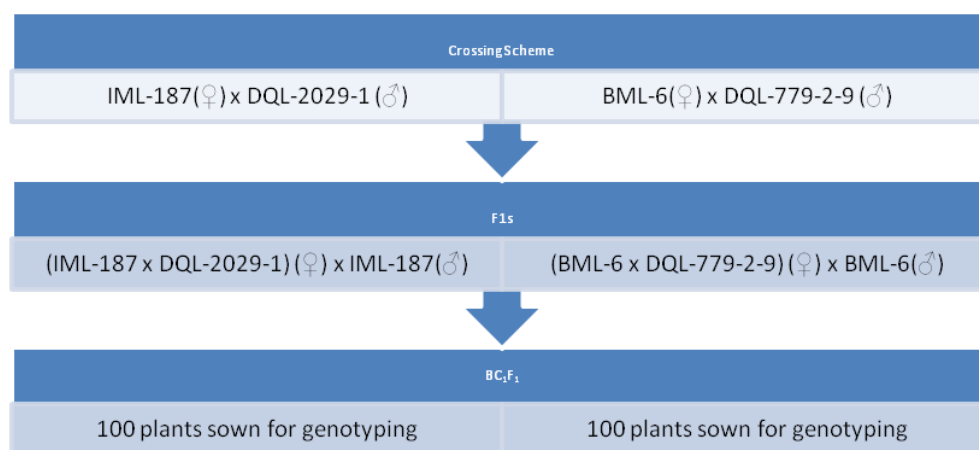 Crossing Scheme
IML-187(♀) x DQL-2029-1 (♂)
BML-6(♀) x DQL-779-2-9 (♂)
F1s
(IML-187 x DQL-2029-1) (♀) x IML-187(♂)
(BML-6 x DQL-779-2-9) (♀) x BML-6(♂)
BC₁F₁
100 plants sown for genotyping
100 plants sown for genotyping